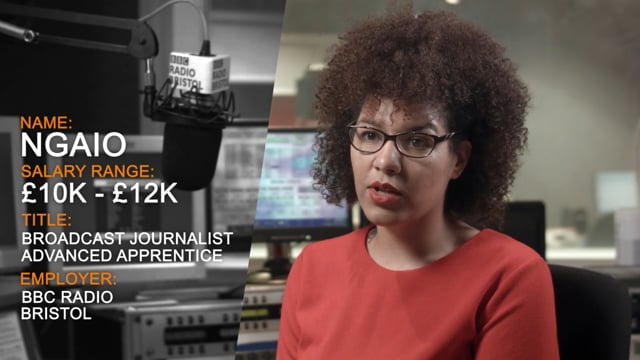 BBC
RADIO
BRISTOL
NAME:
NGAIO
SALARY RANGE:
£10K - £12K
TITLE:
BROADCAST JOURNALIST
ADVANCED APPRENTICE
EMPLOYER:
BBC RADIO
BRISTOL